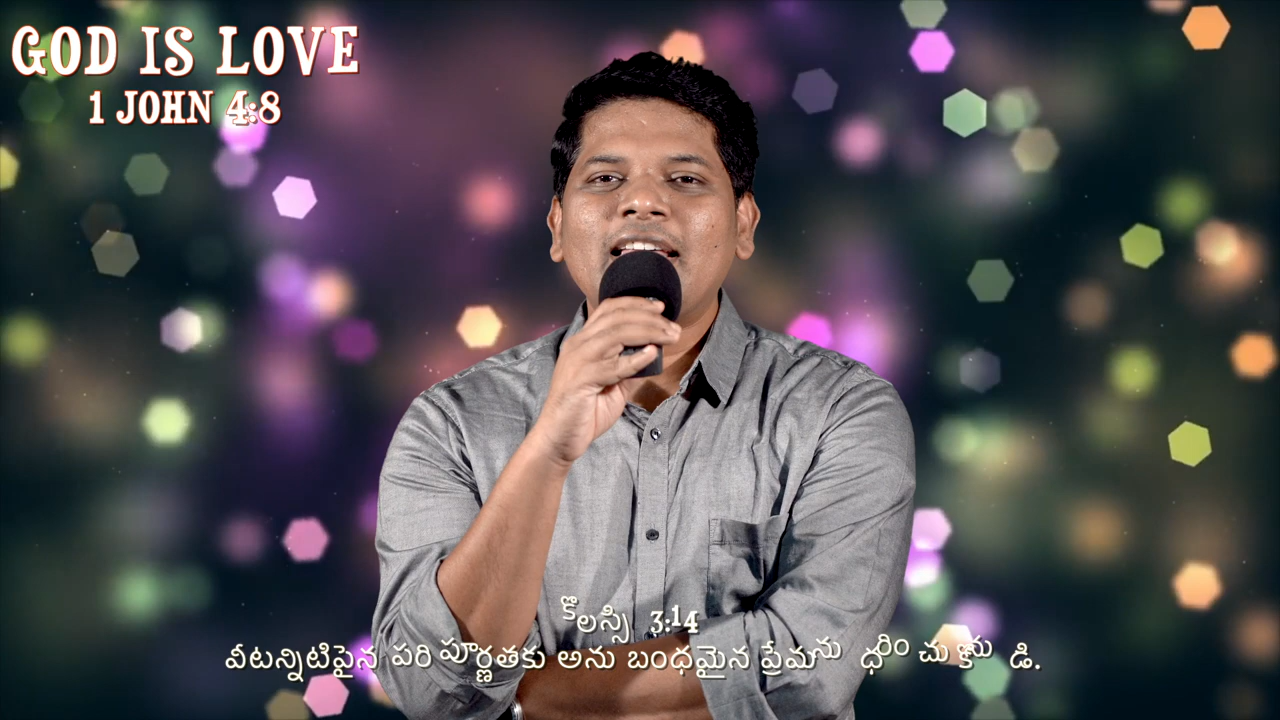 GOD IS LOVE
1 JOHN 4:8
కొలస్సి 3:14
వీటన్నిటిపైన పరిపూర్ణతకు అనుబంధమైన ప్రేమను ధరించుకొనుడి.